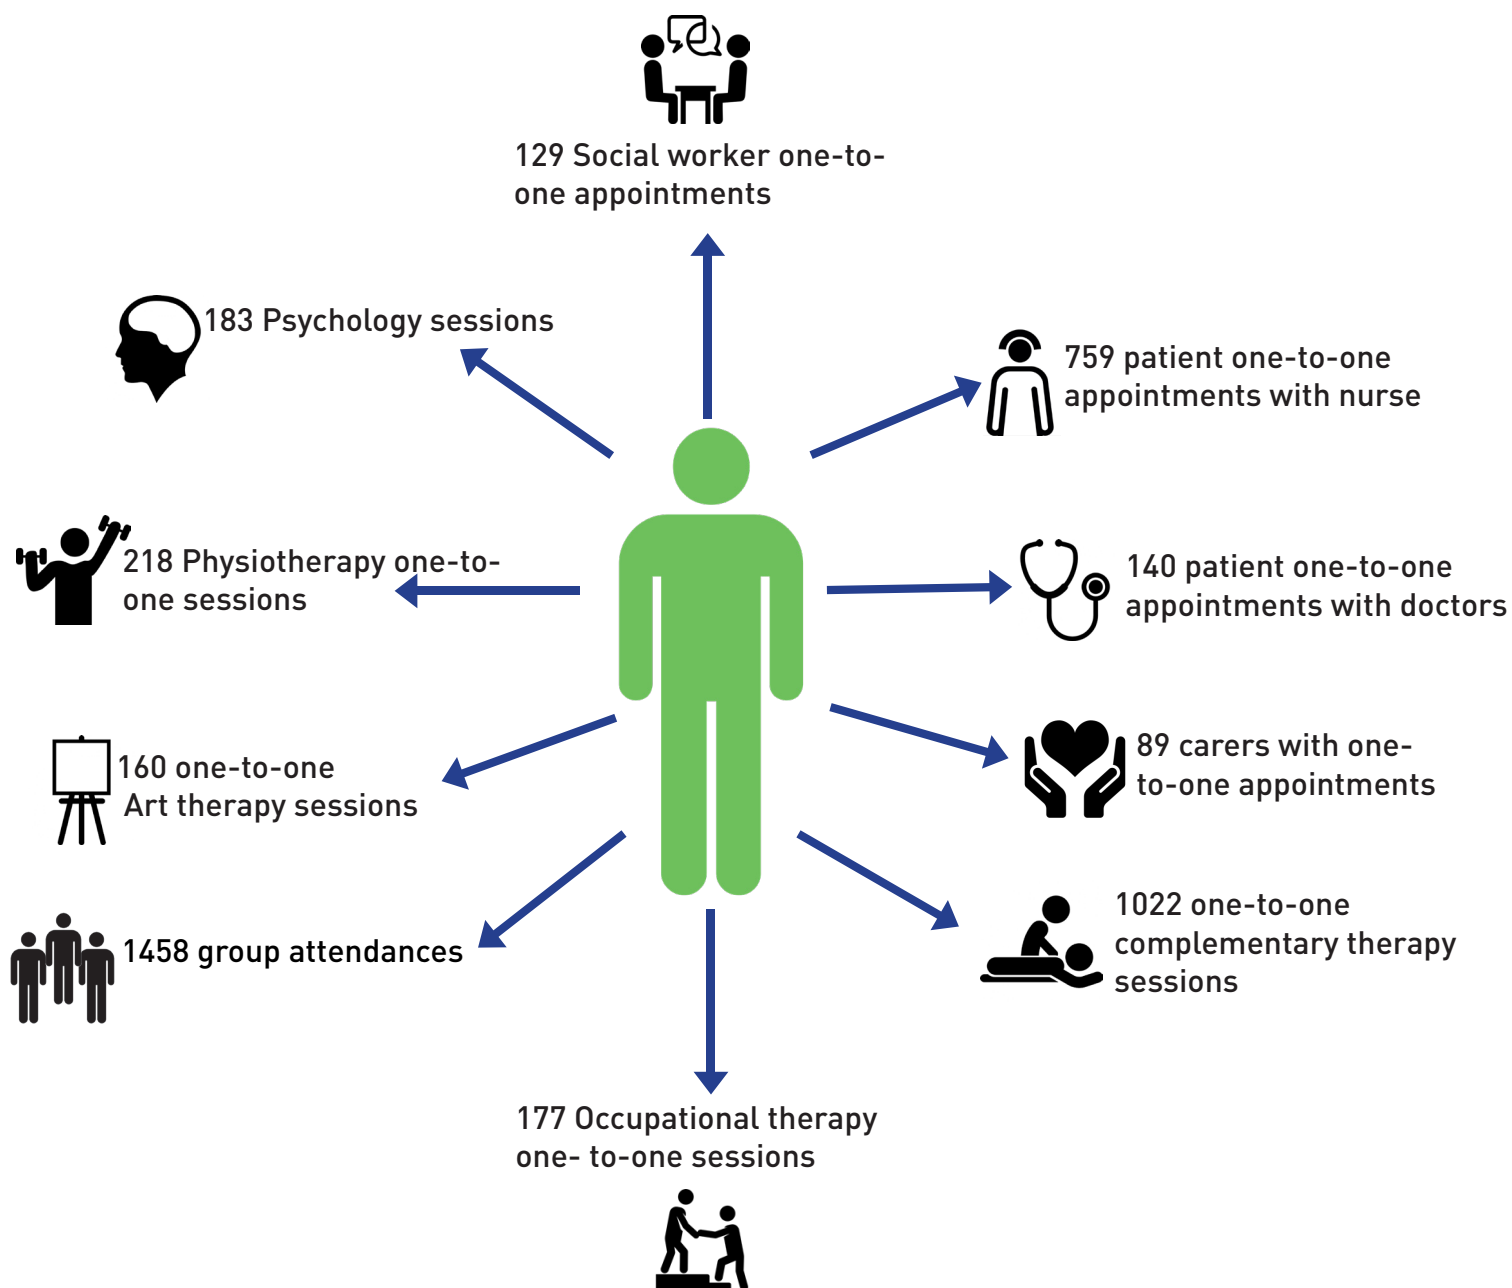 129 Social worker one-to-
one appointments
183 Psychology sessions
759 patient one-to-one
appointments with nurse
218 Physiotherapy one-to-
one sessions
140 patient one-to-one
appointments with doctors
160 one-to-one
Art therapy sessions
89 carers with one-
to-one appointments
1458 group attendances
1022 one-to-one
complementary therapy
sessions
177 Occupational therapy
one- to-one sessions